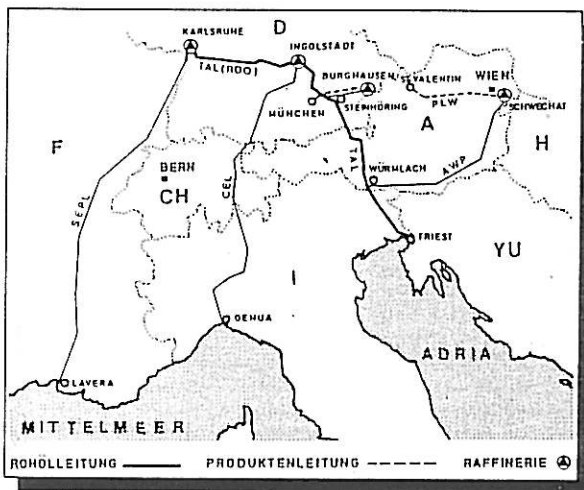 KARLSRUHE
D
INGOLSTADT
TAL(RDO)
BURGHAUSEN
ST.VALENTIN
WIEN
MÜNCHEN
STEINHÖRING
PLW
SCHWECHAT
A
F
H
BERN
CH
CEL
TAL
WÜRMLACH
AWP
SEPL
FRIEST
YU
I
GENUA
ADRIA
LAVERA
MITTELMEER
ROHÖLLEITUNG PRODUKTENLEITUNG RAFFINERIE